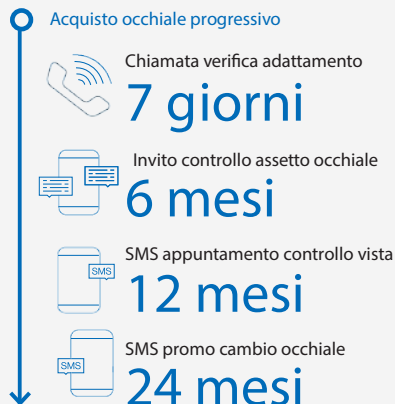 Acquisto occhiale progressivo
Chiamata verifica adattamento
7 giorni
Invito controllo assetto occhiale
6 mesi
SMS appuntamento controllo vista
SMS
12 mesi
SMS promo cambio occhiale
SMS
24 mesi